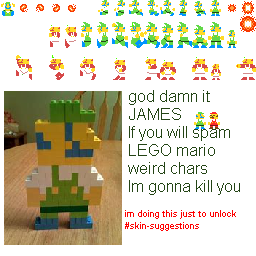 god damn it
JAMES
If you will spam
LEGO mario
weird chars
Im gonna kill you
im doing this just to unlock
#skin-suggestions